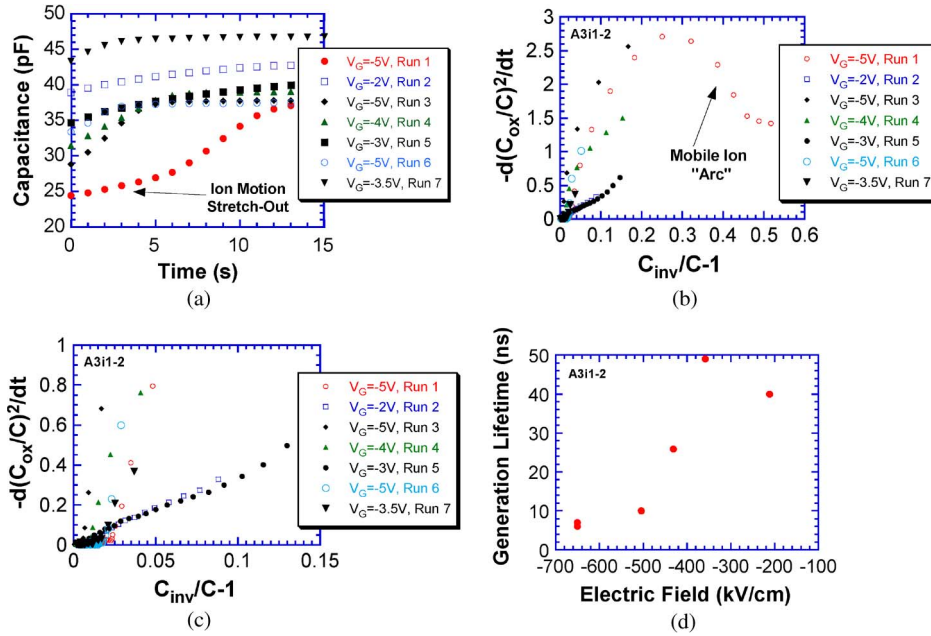 50
45
40
35
30
25
20
0
5
10
15
Capacitance (pF)
Time (s)
Ion Motion
Stretch-Out
V_G=-5V, Run 1
V_G=-2V, Run 2
V_G=-5V, Run 3
V_G=-4V, Run 4
V_G=-3V, Run 5
V_G=-5V, Run 6
V_G=-3.5V, Run 7
(a)
A3i1-2
3
2.5
2
1.5
1
0.5
0
0
0.1
0.2
0.3
0.4
0.5
0.6
-d(C_ox/C)^2/dt
C_inv/C-1
Mobile Ion
"Arc"
V_G=-5V, Run 1
V_G=-2V, Run 2
V_G=-5V, Run 3
V_G=-4V, Run 4
V_G=-3V, Run 5
V_G=-5V, Run 6
V_G=-3.5V, Run 7
(b)
A3i1-2
1
0.8
0.6
0.4
0.2
0
0
0.05
0.1
0.15
-d(C_ox/C)^2/dt
C_inv/C-1
V_G=-5V, Run 1
V_G=-2V, Run 2
V_G=-5V, Run 3
V_G=-4V, Run 4
V_G=-3V, Run 5
V_G=-5V, Run 6
V_G=-3.5V, Run 7
(c)
A3i1-2
50
40
30
20
10
0
-700 -600 -500 -400 -300 -200 -100
Generation Lifetime (ns)
Electric Field (kV/cm)
(d)